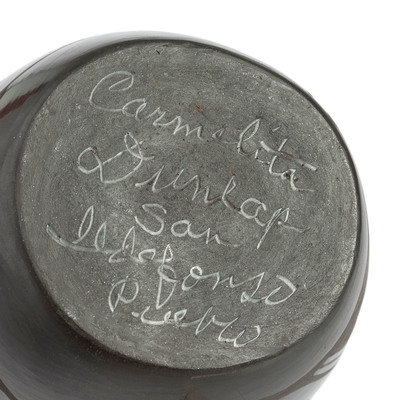 Carmelita
Dunlap
San
Ildefonso
Pueblo